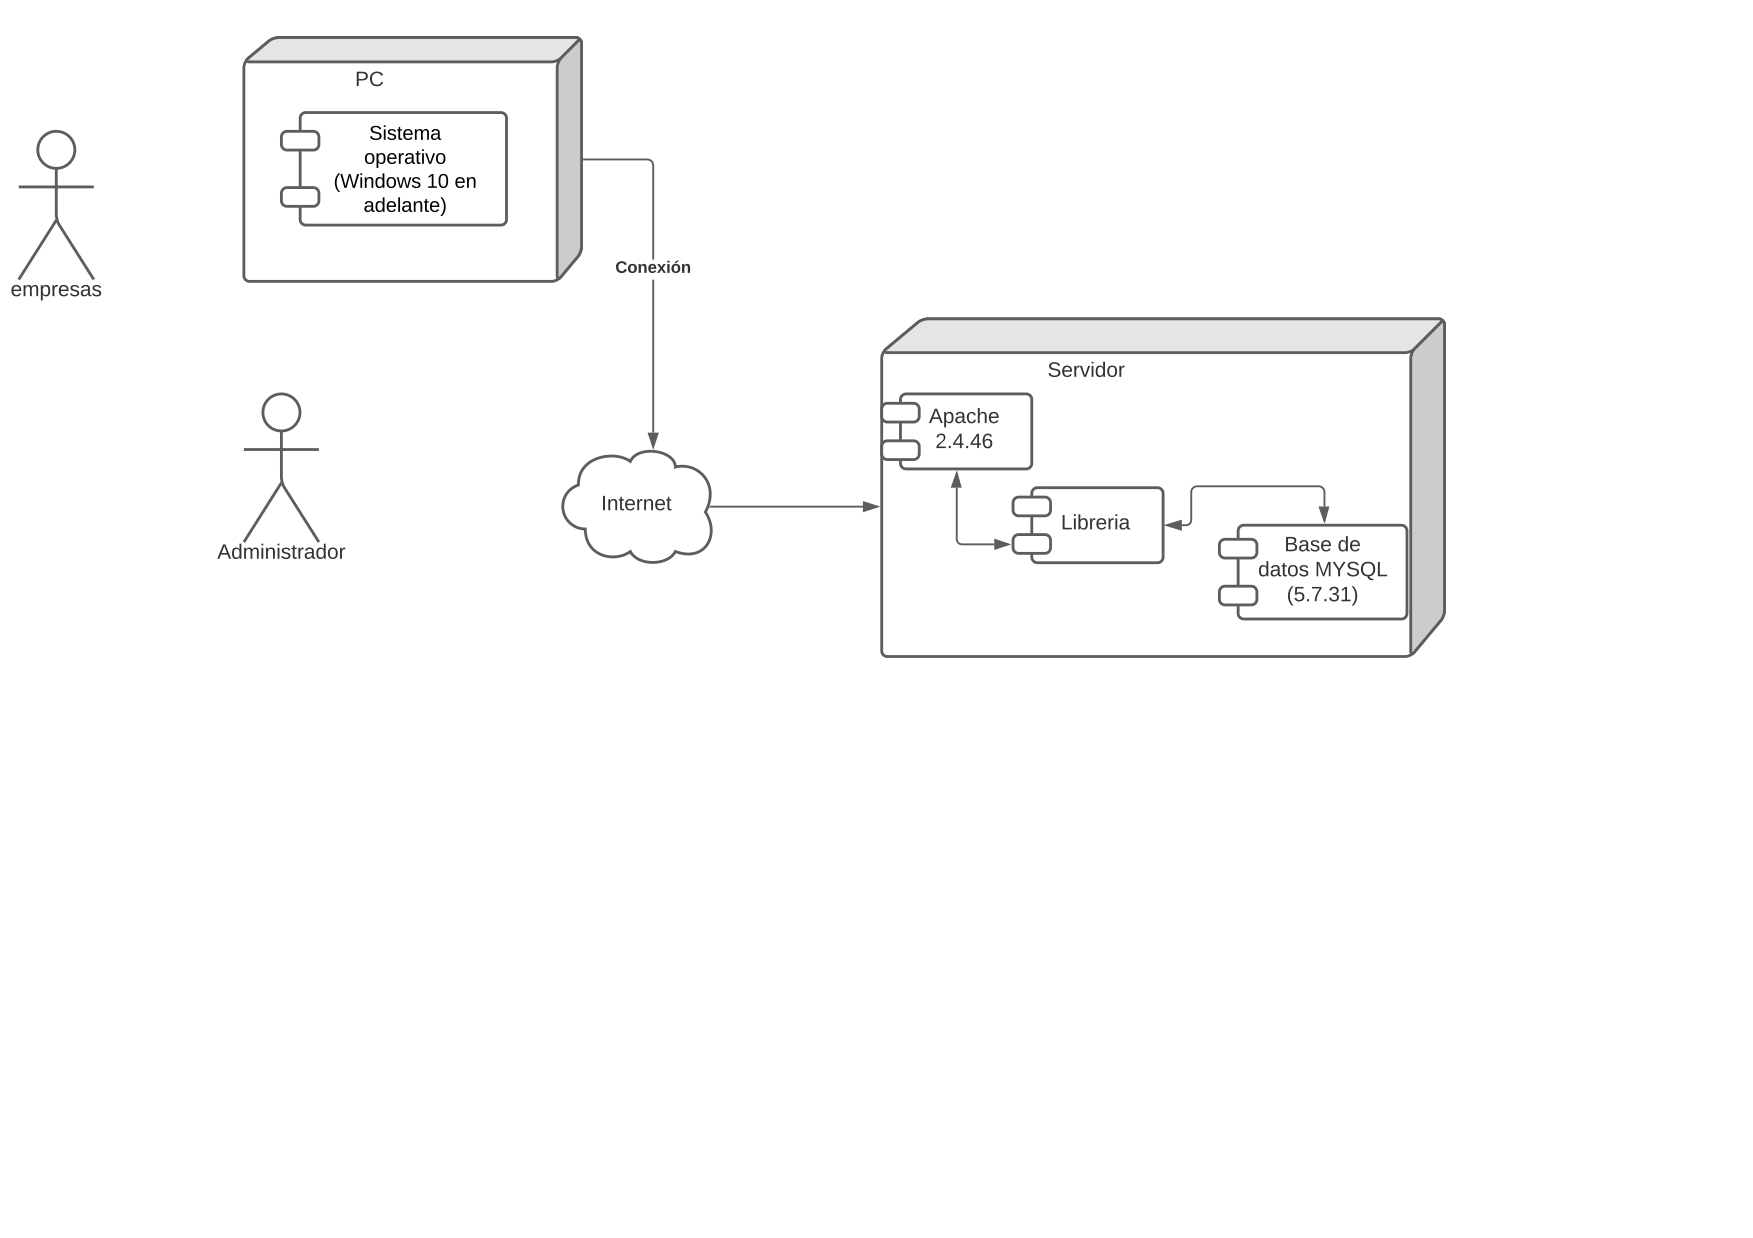 PC
Sistema
operativo
(Windows 10 en
adelante)
empresas
Conexión
Administrador
Internet
Servidor
Apache
2.4.46
Libreria
Base de
datos MYSQL
(5.7.31)